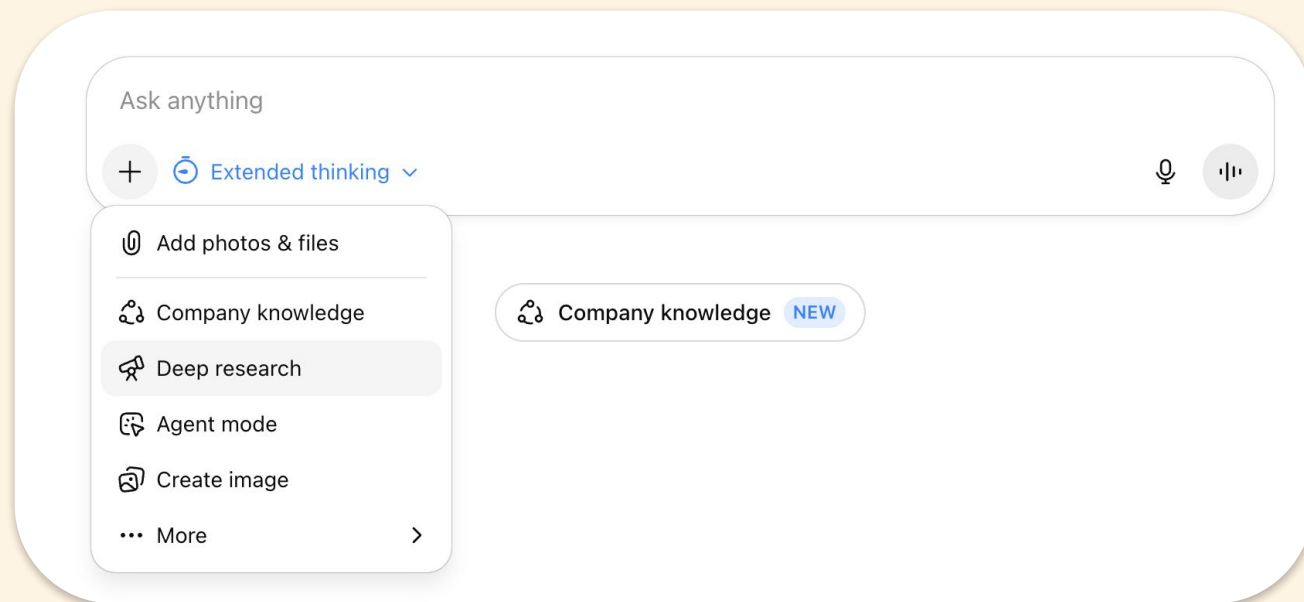 Ask anything
Extended thinking
Add photos & files
Company knowledge
Company knowledge NEW
Deep research
Agent mode
Create image
More